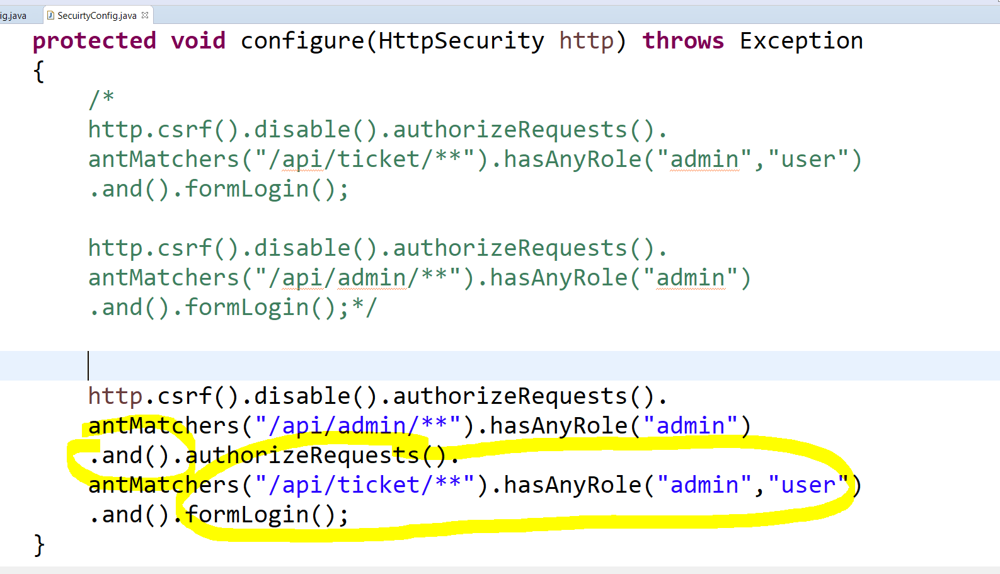 ig.java
SecuirtyConfig.java
protected void configure(HttpSecurity http) throws Exception
{
/*
http.csrf().disable().authorizeRequests().
antMatchers("/api/ticket/**").hasAnyRole("admin","user")
.and().formLogin();
http.csrf().disable().authorizeRequests().
antMatchers("/api/admin/**").hasAnyRole("admin")
.and().formLogin();*/
http.csrf().disable().authorizeRequests().
antMatchers("/api/admin/**").hasAnyRole("admin")
.and().authorizeRequests().
antMatchers("/api/ticket/**").hasAnyRole("admin","user")
.and().formLogin();
}